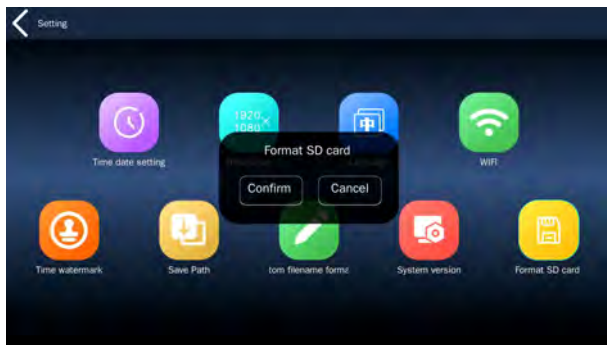 Setting
1920×
1080
中
Format SD card
Confirm
Cancel
Time date setting
WIFI
Time watermark
Save Path
tom filename forma
System version
Format SD card